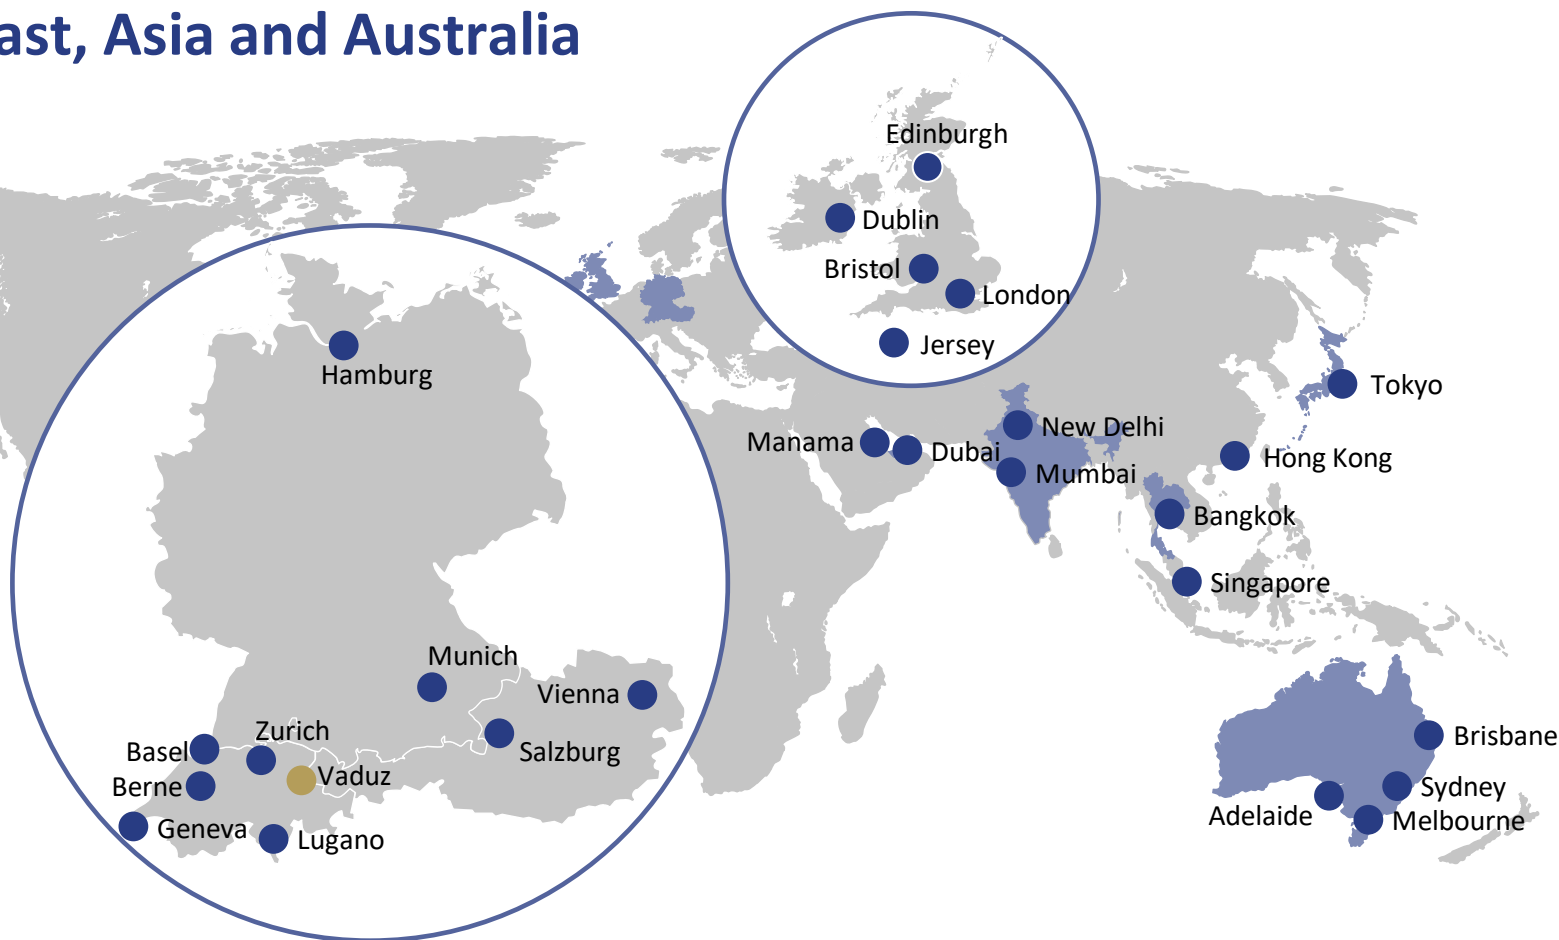 ast, Asia and Australia
Edinburgh
Dublin
Bristol
London
Jersey
Hamburg
Munich
Vienna
Zurich
Basel
Salzburg
Vaduz
Berne
Geneva
Lugano
Tokyo
New Delhi
Manama
Dubai
Hong Kong
Mumbai
Bangkok
Singapore
Brisbane
Sydney
Adelaide
Melbourne